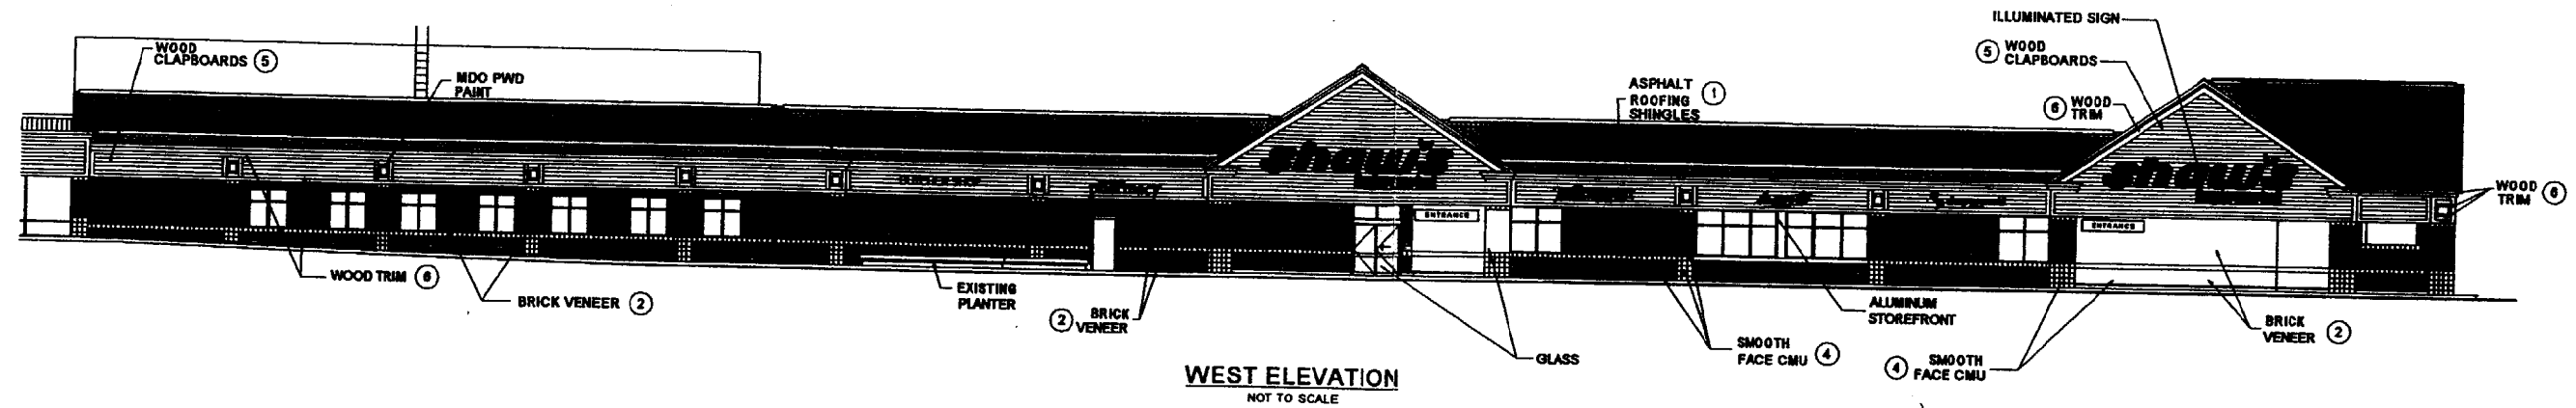 ILLUMINATED SIGN
WOOD
CLAPBOARDS 5
5 WOOD
CLAPBOARDS
MDO PWD
PAINT
ASPHALT
ROOFING
SHINGLES 1
6 WOOD
TRIM
shaw's
shaw's
ENTRANCE
ENTRANCE
WOOD
TRIM 6
WOOD TRIM 6
BRICK VENEER 2
EXISTING
PLANTER
2 BRICK
VENEER
ALUMINUM
STOREFRONT
GLASS
SMOOTH
FACE CMU 4
4 SMOOTH
FACE CMU
BRICK
VENEER 2
WEST ELEVATION
NOT TO SCALE